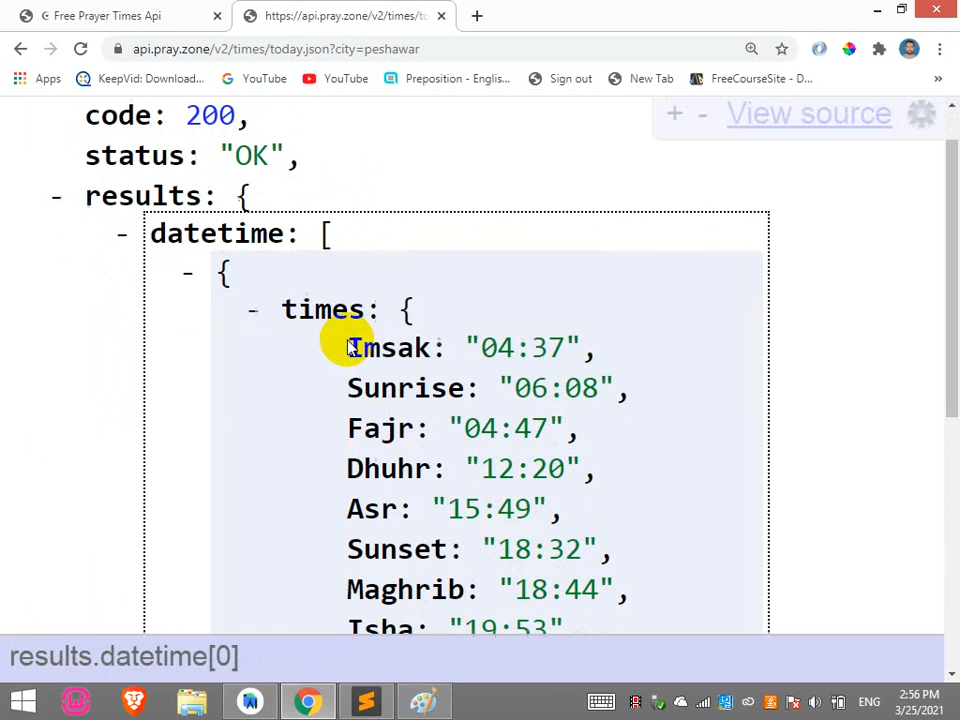 Free Prayer Times Api
https://api.pray.zone/v2/times/to
api.pray.zone/v2/times/today.json?city=peshawar
Apps
KeepVid: Download...
YouTube
YouTube
Preposition - Englis...
Sign out
New Tab
FreeCourseSite - D...
»
+ - View source
code: 200,
status: "OK",
- results: {
- datetime: [
- {
- times: {
Imsak: "04:37",
Sunrise: "06:08",
Fajr: "04:47",
Dhuhr: "12:20",
Asr: "15:49",
Sunset: "18:32",
Maghrib: "18:44",
Isha: "19:53"
results.datetime[0]
ENG
2:56 PM
3/25/2021